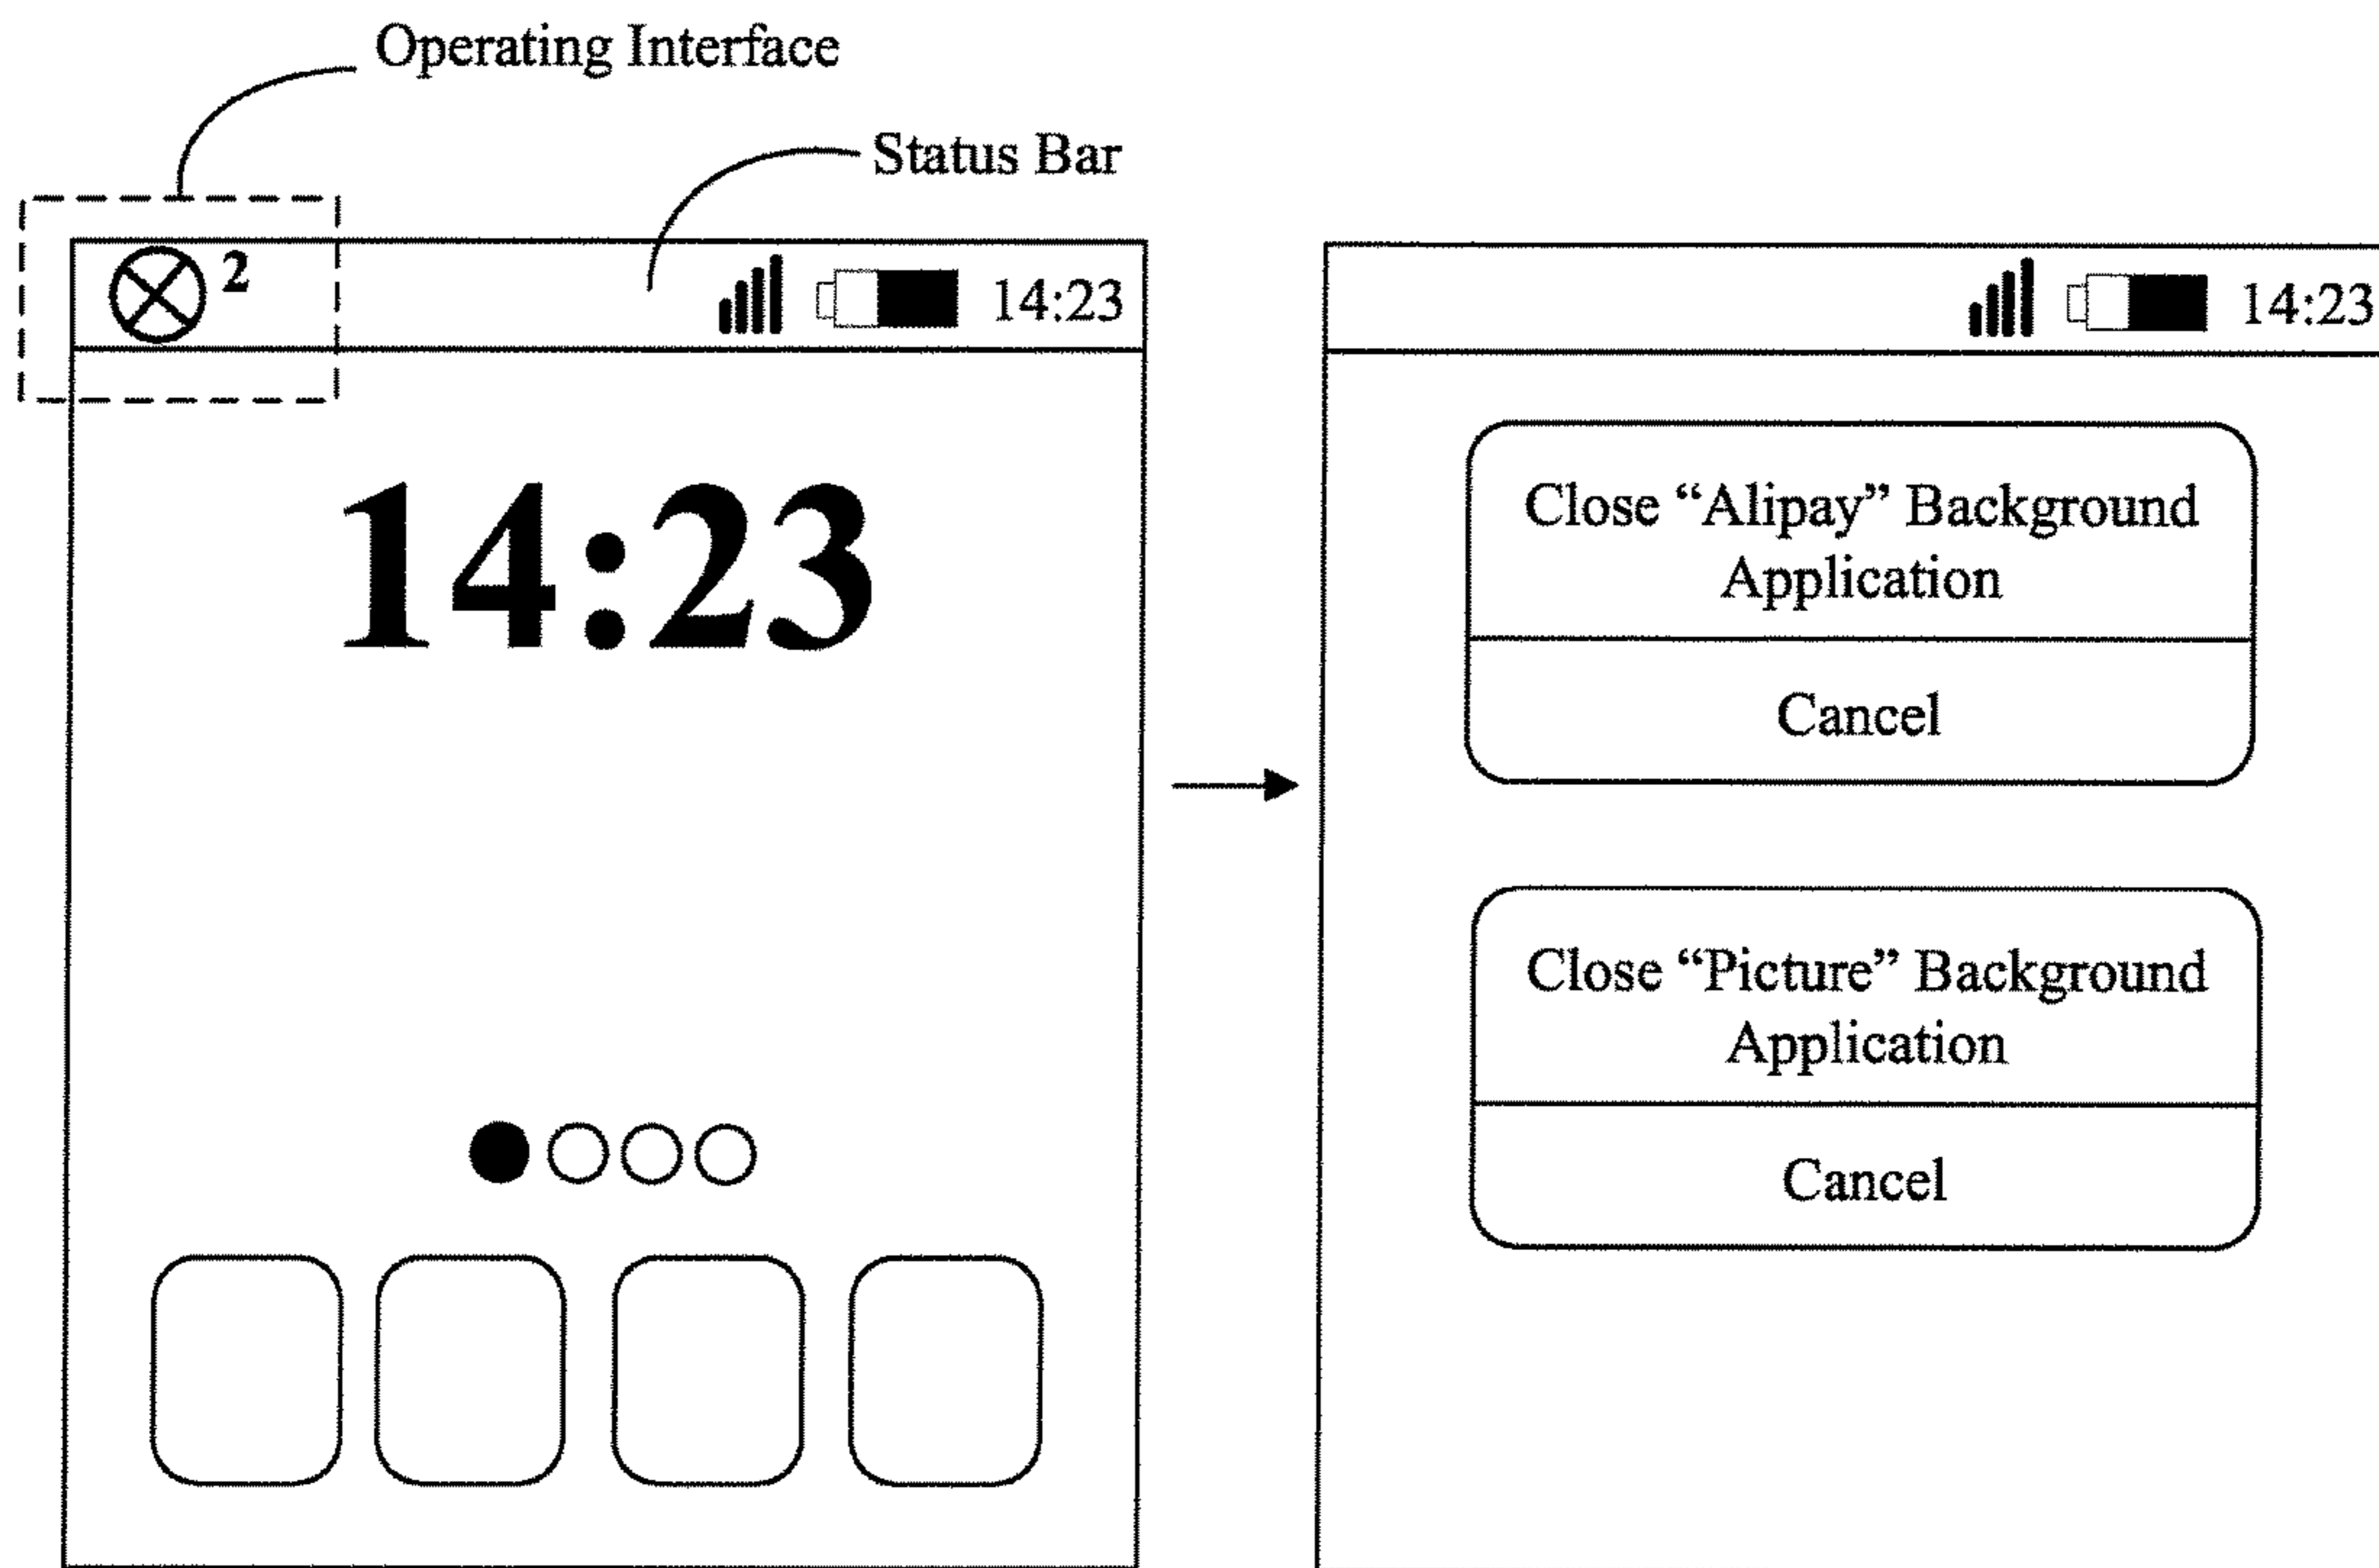 Operating Interface
Status Bar
2
14:23
14:23
14:23
Close “Alipay” Background
Application
Cancel
Close “Picture” Background
Application
Cancel